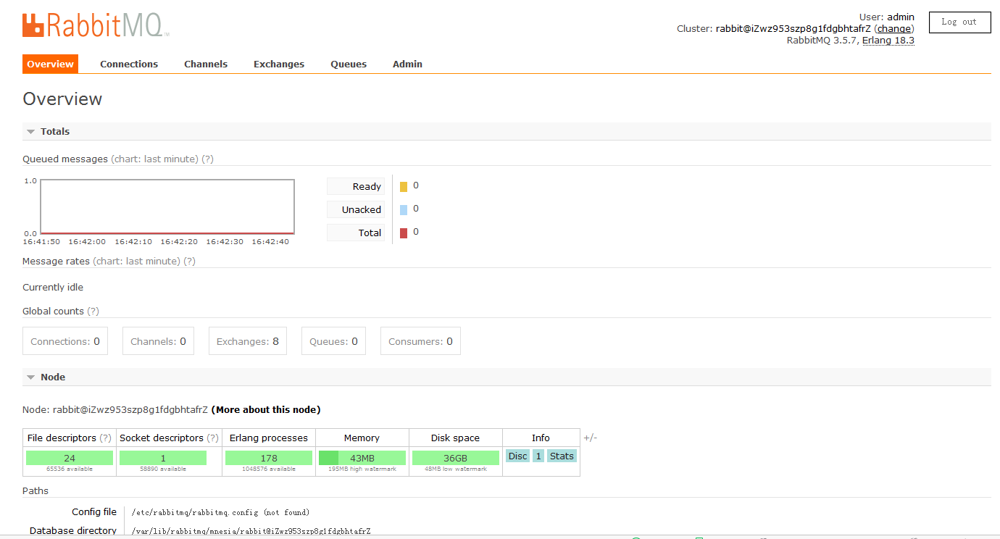 RabbitMQ™
User: admin
Cluster: rabbit@iZwz953szp8g1fdgbhtafrZ (change)
RabbitMQ 3.5.7, Erlang 18.3
Log out
Overview Connections Channels Exchanges Queues Admin
Overview
Totals
Queued messages (chart: last minute) (?)
1.0
0.0
16:41:50 16:42:00 16:42:10 16:42:20 16:42:30 16:42:40
Ready 0
Unacked 0
Total 0
Message rates (chart: last minute) (?)
Currently idle
Global counts (?)
Connections: 0 Channels: 0 Exchanges: 8 Queues: 0 Consumers: 0
Node
Node: rabbit@iZwz953szp8g1fdgbhtafrZ (More about this node)
File descriptors (?) Socket descriptors (?) Erlang processes Memory Disk space Info +/-
24 1 178 43MB 36GB Disc 1 Stats
65536 available 58890 available 1048576 available 195MB high watermark 48MB low watermark
Paths
Config file /etc/rabbitmq/rabbitmq.config (not found)
Database directory /var/lib/rabbitmq/mnesia/rabbit@iZwz953szp8g1fdgbhtafrZ